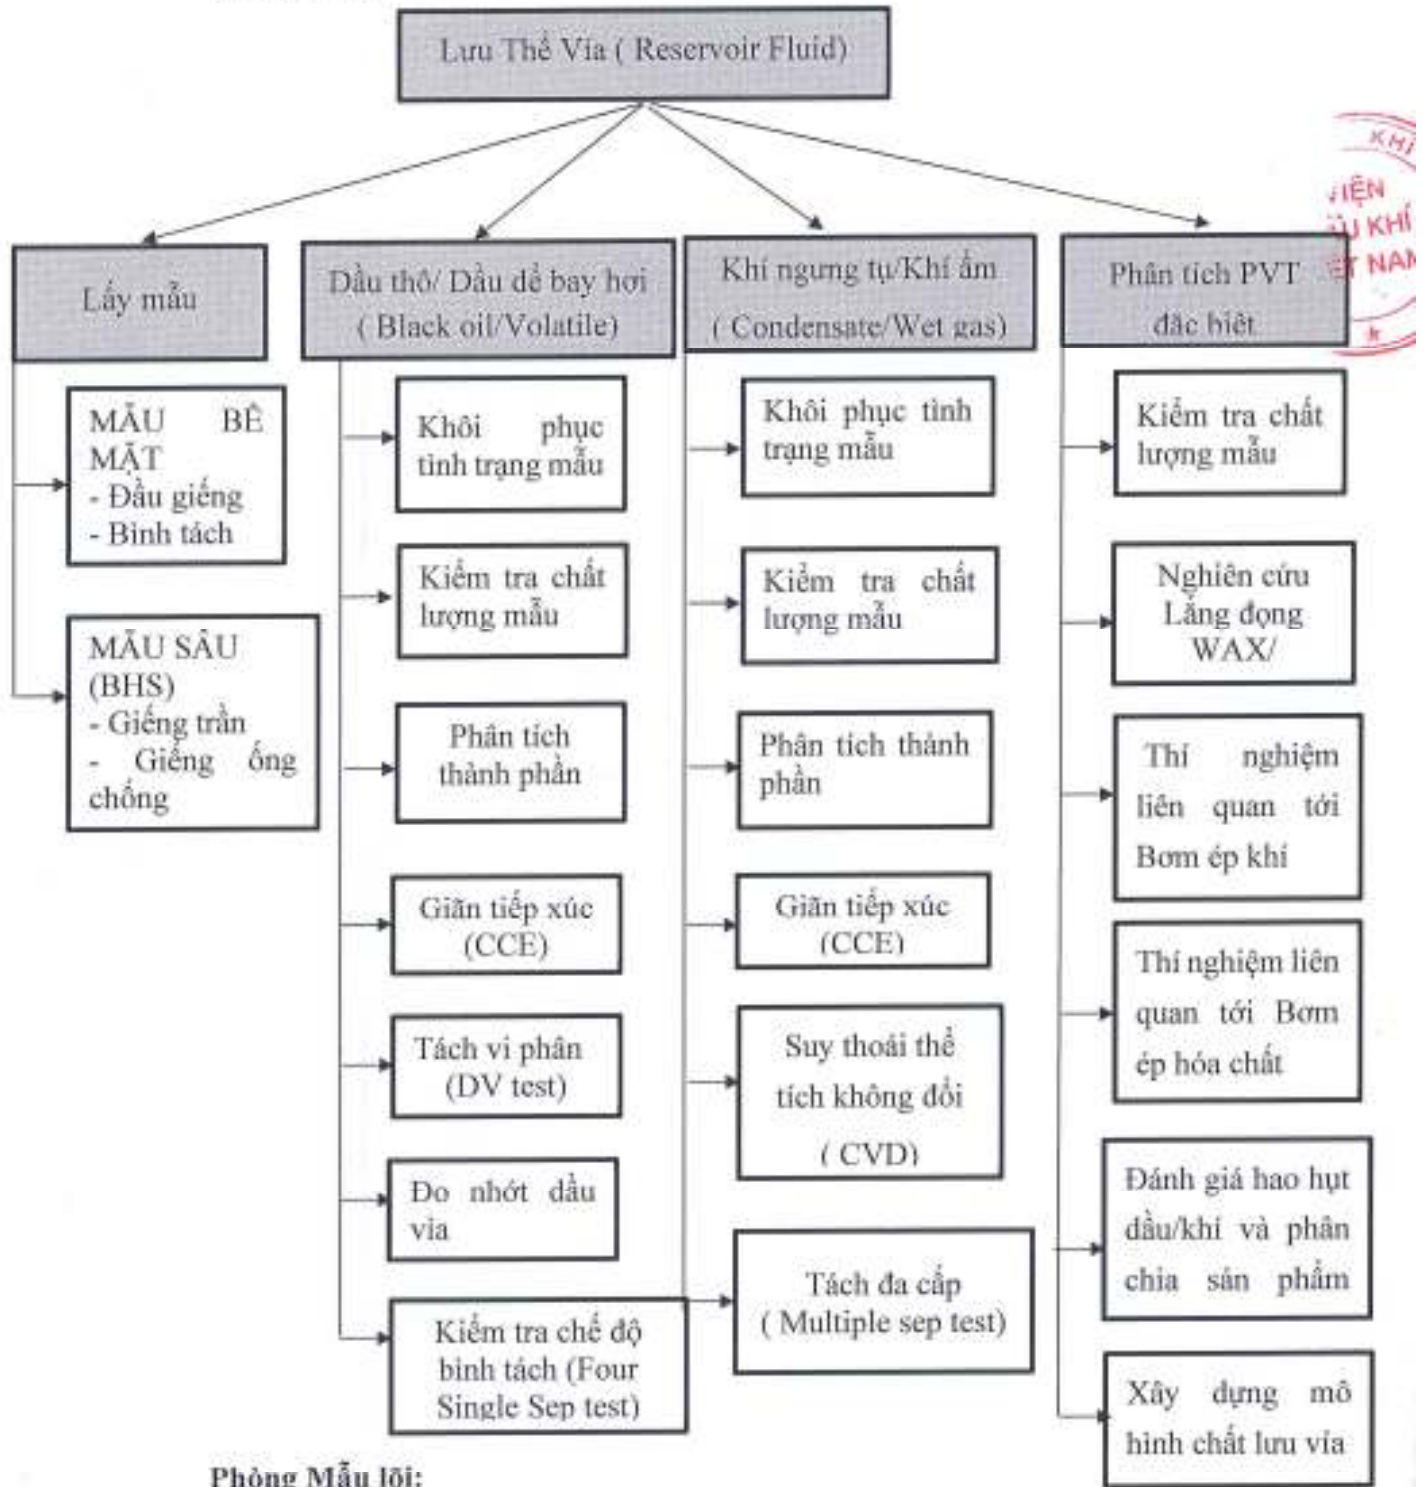 Lưu Thể Vỉa ( Reservoir Fluid)
Lấy mẫu
MẪU BỀ
MẶT
- Đầu giếng
- Bình tách
MẪU SÂU
(BHS)
- Giếng trần
- Giếng ống
chống
Dầu thô/ Dầu dể bay hơi
( Black oil/Volatile)
Khôi phục
tình trạng mẫu
Kiểm tra chất
lượng mẫu
Phân tích
thành phần
Giãn tiếp xúc
(CCE)
Tách vi phân
(DV test)
Đo nhớt dầu
vỉa
Kiểm tra chế độ
bình tách (Four
Single Sep test)
Khí ngưng tụ/Khí ẩm
( Condensate/Wet gas)
Khôi phục tình
trạng mẫu
Kiểm tra chất
lượng mẫu
Phân tích thành
phần
Giãn tiếp xúc
(CCE)
Suy thoái thể
tích không đổi
( CVD)
Tách đa cấp
( Multiple sep test)
Phân tích PVT
đặc biệt
Kiểm tra chất
lượng mẫu
Nghiên cứu
Lắng đọng
WAX/
Thí nghiệm
liên quan tới
Bơm ép khí
Thí nghiệm liên
quan tới Bơm
ép hóa chất
Đánh giá hao hụt
dầu/khí và phân
chia sản phẩm
Xây dựng mô
hình chất lưu vỉa
KHÍ
VIỆN
DẦU KHÍ
VIỆT NAM
Phòng Mẫu lõi: